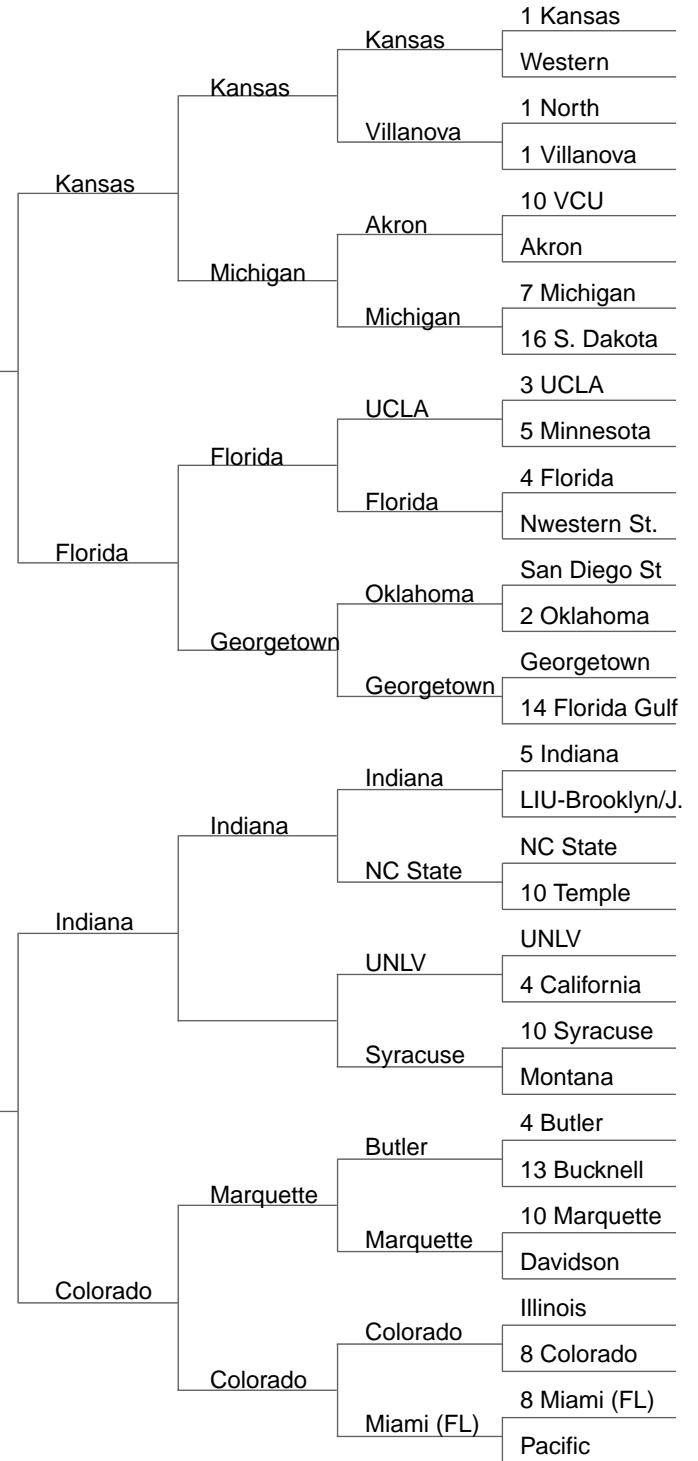 1 Kansas
Kansas
Western
Kansas
1 North
Villanova
1 Villanova
Kansas
10 VCU
Akron
Akron
Michigan
7 Michigan
Michigan
16 S. Dakota
3 UCLA
UCLA
5 Minnesota
Florida
4 Florida
Florida
Nwestern St.
Florida
San Diego St
Oklahoma
2 Oklahoma
Georgetown
Georgetown
Georgetown
14 Florida Gulf
5 Indiana
Indiana
LIU-Brooklyn/J.
Indiana
NC State
NC State
10 Temple
Indiana
UNLV
UNLV
4 California
10 Syracuse
Syracuse
Montana
4 Butler
Butler
13 Bucknell
Marquette
10 Marquette
Marquette
Davidson
Colorado
Illinois
Colorado
8 Colorado
Colorado
8 Miami (FL)
Miami (FL)
Pacific